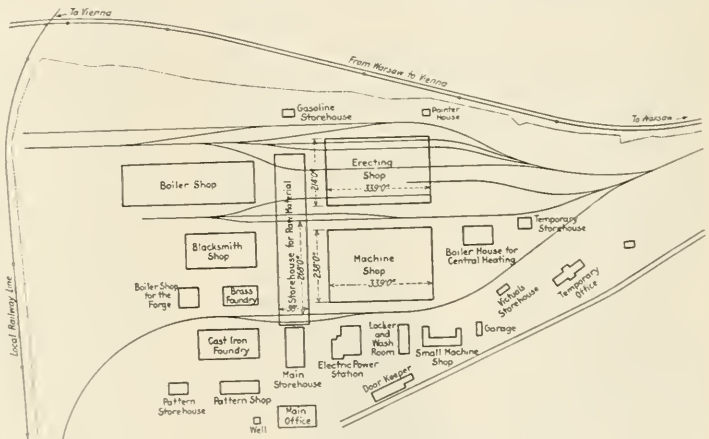 To Vienna
From Warsaw to Vienna
To Warsaw
Gasoline
Storehouse
Pointer
House
Boiler Shop
Storehouse for Raw Material
214'0"
268'0"
Erecting
Shop
339'0"
Blacksmith
Shop
238'0"
Machine
Shop
339'0"
Boiler House for
Central Heating
Temporary
Storehouse
Boiler Shop
for the
Forge
Brass
Foundry
Victuals
Storehouse
Temporary
Office
Local Railway Line
Cast Iron
Foundry
Main
Storehouse
Electric Power
Station
Locker
and
Wash
Room
Small Machine
Shop
Garage
Pattern
Storehouse
Pattern Shop
Well
Main
Office
Door Keeper